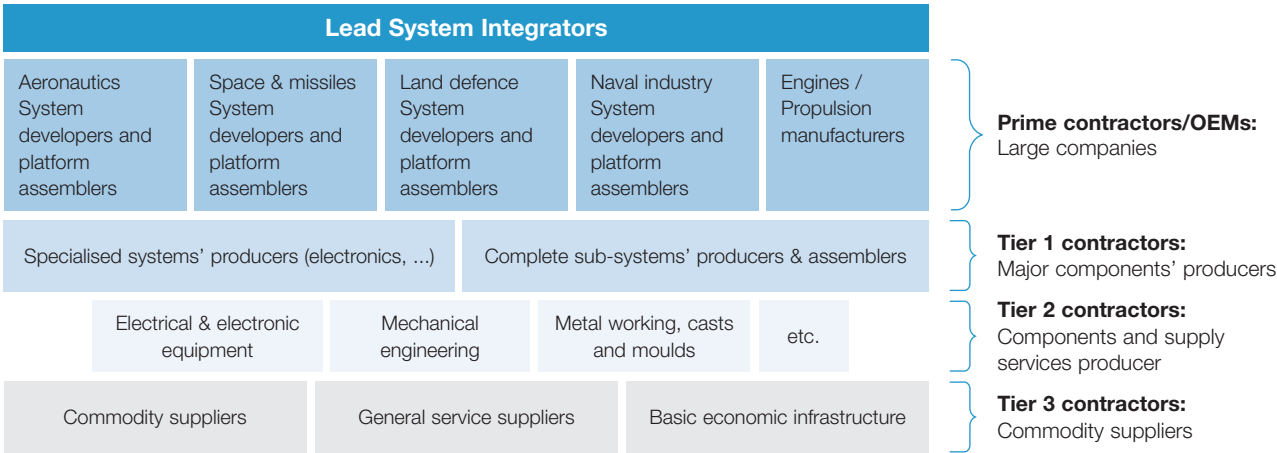 Lead System Integrators
Aeronautics
System
developers and
platform
assemblers
Space & missiles
System
developers and
platform
assemblers
Land defence
System
developers and
platform
assemblers
Naval industry
System
developers and
platform
assemblers
Engines /
Propulsion
manufacturers
Prime contractors/OEMs:
Large companies
Specialised systems’ producers (electronics, ...)
Complete sub-systems’ producers & assemblers
Tier 1 contractors:
Major components’ producers
Electrical & electronic
equipment
Mechanical
engineering
Metal working, casts
and moulds
etc.
Tier 2 contractors:
Components and supply
services producer
Commodity suppliers
General service suppliers
Basic economic infrastructure
Tier 3 contractors:
Commodity suppliers